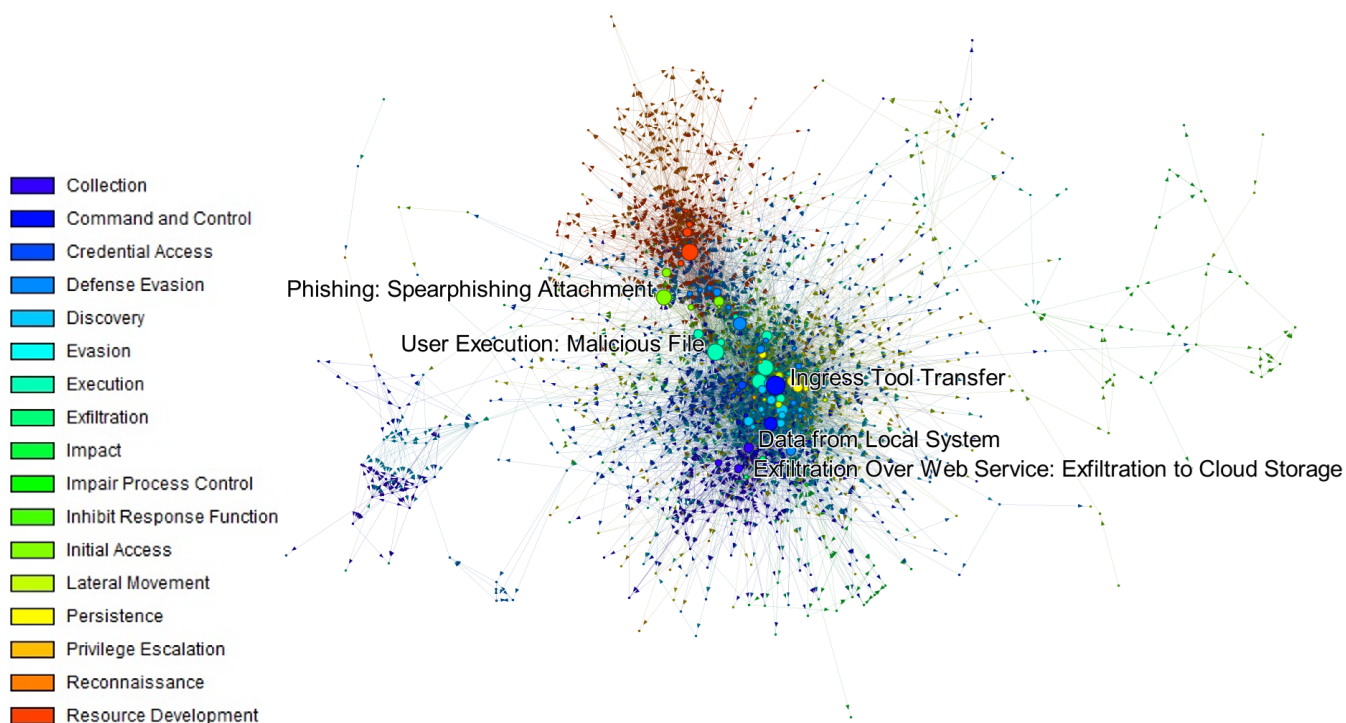 Collection
Command and Control
Credential Access
Defense Evasion
Discovery
Evasion
Execution
Exfiltration
Impact
Impair Process Control
Inhibit Response Function
Initial Access
Lateral Movement
Persistence
Privilege Escalation
Reconnaissance
Resource Development
Phishing: Spearphishing Attachment
User Execution: Malicious File
Ingress Tool Transfer
Data from Local System
Exfiltration Over Web Service: Exfiltration to Cloud Storage